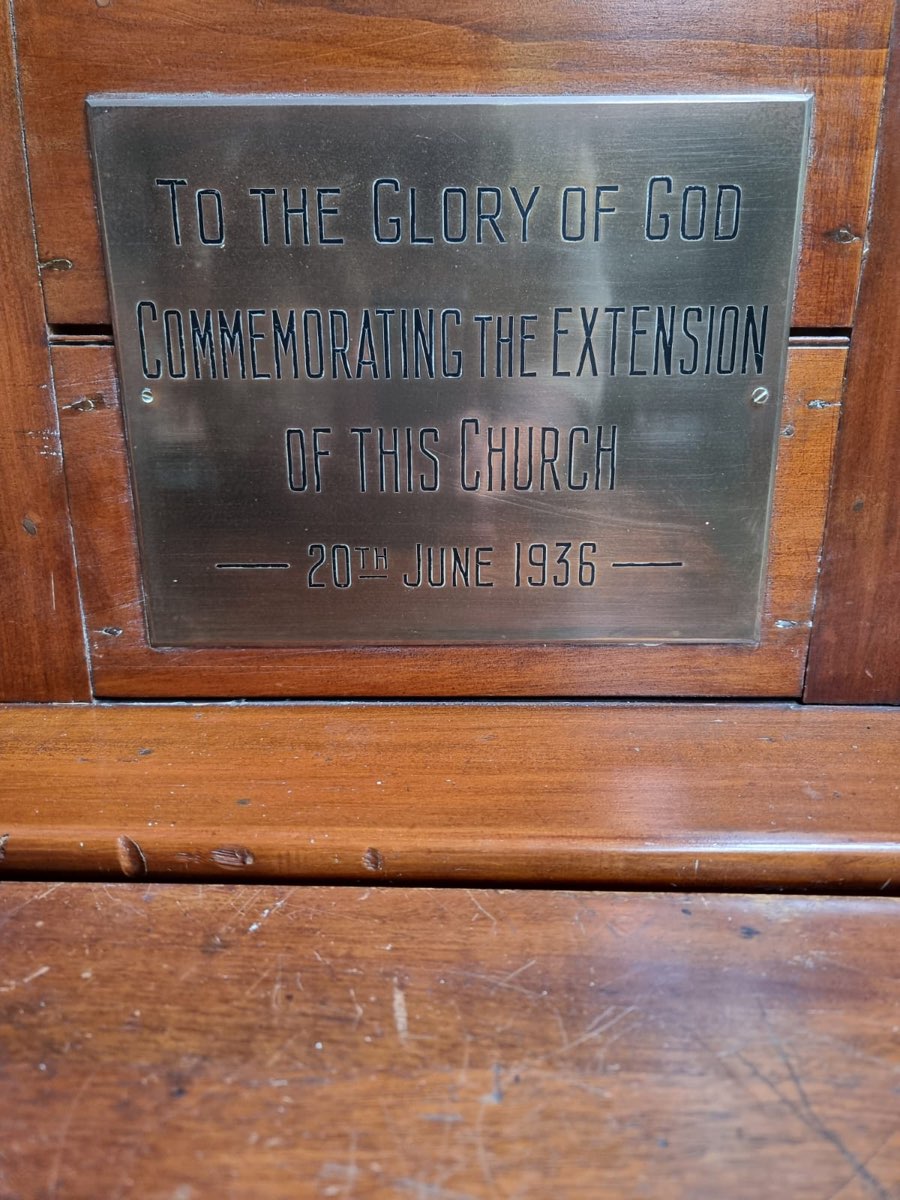 To the Glory of God
Commemorating the Extension
of this Church
— 20TH June 1936 —